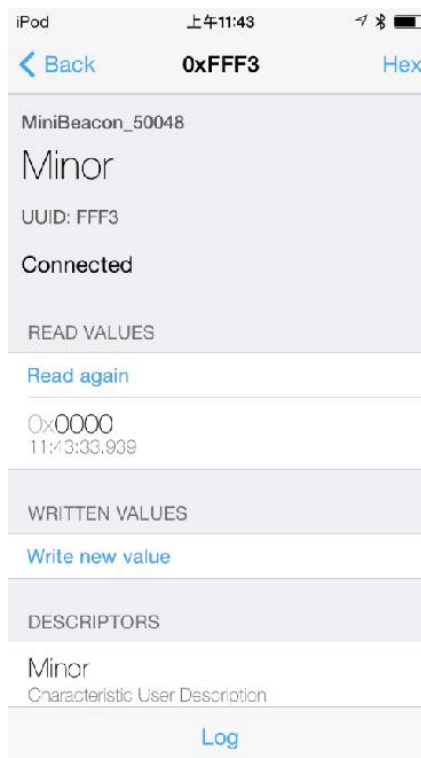 iPod 上午11:43
Back 0xFFF3 Hex
MiniBeacon_50048
Minor
UUID: FFF3
Connected
READ VALUES
Read again
0x0000
11:43:33.939
WRITTEN VALUES
Write new value
DESCRIPTORS
Minor
Characteristic User Description
Log